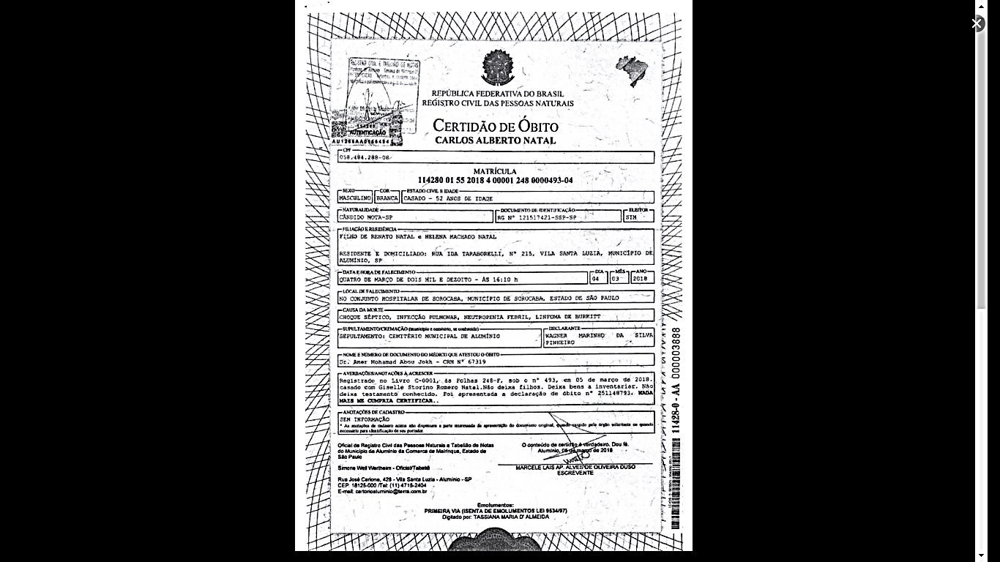 REGISTRO CIVIL E TABELIÃO DE NOTAS
AUTENTICAÇÃO
REPÚBLICA FEDERATIVA DO BRASIL
REGISTRO CIVIL DAS PESSOAS NATURAIS
CERTIDÃO DE ÓBITO
CARLOS ALBERTO NATAL
CPF
058.484.288-08
MATRÍCULA
114280 01 55 2018 4 00001 248 0000493-04
SEXO COR ESTADO CIVIL E IDADE
MASCULINO BRANCA CASADO - 52 ANOS DE IDADE
NATURALIDADE DOCUMENTO DE IDENTIFICAÇÃO ELEITOR
CÂNDIDO MOTA-SP RG Nº 121517421-SSP-SP SIM
FILIAÇÃO E RESIDÊNCIA
FILHO DE RENATO NATAL e HELENA MACHADO NATAL
RESIDENTE E DOMICILIADO: RUA IDA TAPABORELLI, Nº 215, VILA SANTA LUZIA, MUNICÍPIO DE
ALUMÍNIO, SP
DATA E HORA DE FALECIMENTO DIA MÊS ANO
QUATRO DE MARÇO DE DOIS MIL E DEZOITO - ÀS 16:10 h 04 03 2018
LOCAL DE FALECIMENTO
NO CONJUNTO HOSPITALAR DE SOROCABA, MUNICÍPIO DE SOROCABA, ESTADO DE SÃO PAULO
CAUSA DA MORTE
CHOQUE SÉPTICO, INFECÇÃO PULMONAR, NEUTROPENIA FEBRIL, LINFOMA DE BURKITT
SEPULTAMENTO/CREMAÇÃO (município e cemitério, se conhecido) DECLARANTE
SEPULTAMENTO: CEMITÉRIO MUNICIPAL DE ALUMÍNIO WAGNER MARINHO DA SILVA
PINHEIRO
NOME E NÚMERO DE DOCUMENTO DO MÉDICO QUE ATESTOU O ÓBITO
Dr. Amer Mohamad Abou Jokh - CRM Nº 67319
AVERBAÇÕES/ANOTAÇÕES À ACRESCER
Registrado no Livro C-0001, às Folhas 248-F, sob o nº 493, em 05 de março de 2018.
casado com Giselle Storino Romero Natal.Não deixa filhos. Deixa bens a inventariar. Não
deixa testamento conhecido. Foi apresentada a declaração de óbito nº 251148793. NADA
MAIS ME CUMPRIA CERTIFICAR..
ANOTAÇÕES DE CADASTRO
SEM INFORMAÇÃO
* As anotações de cadastro acima não dispensam a parte interessada da apresentação do documento original, quando exigido pelo órgão solicitante ou quando
necessário para identificação de seu portador.
Oficial de Registro Civil das Pessoas Naturais e Tabelião de Notas
do Município de Alumínio da Comarca de Mairinque, Estado de
São Paulo
Simone Well Wertheim - Oficial/Tabeliã
Rua José Carione, 428 - Vila Santa Luzia - Alumínio - SP
CEP: 18125-000 /Tel: (11) 4715-2404
E-mail: cartorioaluminio@terra.com.br
O conteúdo da certidão é verdadeiro. Dou fé.
Alumínio, 05 de março de 2018
MARCELE LAIS AP. ALVES DE OLIVEIRA DUSO
ESCREVENTE
Emolumentos:
PRIMEIRA VIA (ISENTA DE EMOLUMENTOS LEI 9534/97)
Digitado por: TASSIANA MARIA D' ALMEIDA
11428-0 - AA 000003888